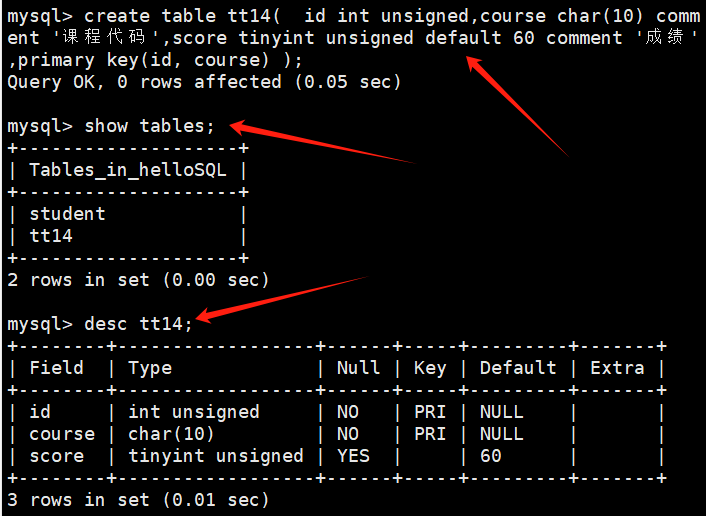 mysql> create table tt14(  id int unsigned,course char(10) comm
ent '课程代码',score tinyint unsigned default 60 comment '成绩'
,primary key(id, course) );
Query OK, 0 rows affected (0.05 sec)
mysql> show tables;
+--------------------+
| Tables_in_helloSQL |
+--------------------+
| student            |
| tt14               |
+--------------------+
2 rows in set (0.00 sec)
mysql> desc tt14;
+--------+------------------+------+-----+---------+-------+
| Field  | Type             | Null | Key | Default | Extra |
+--------+------------------+------+-----+---------+-------+
| id     | int unsigned     | NO   | PRI | NULL    |       |
| course | char(10)         | NO   | PRI | NULL    |       |
| score  | tinyint unsigned | YES  |     | 60      |       |
+--------+------------------+------+-----+---------+-------+
3 rows in set (0.01 sec)